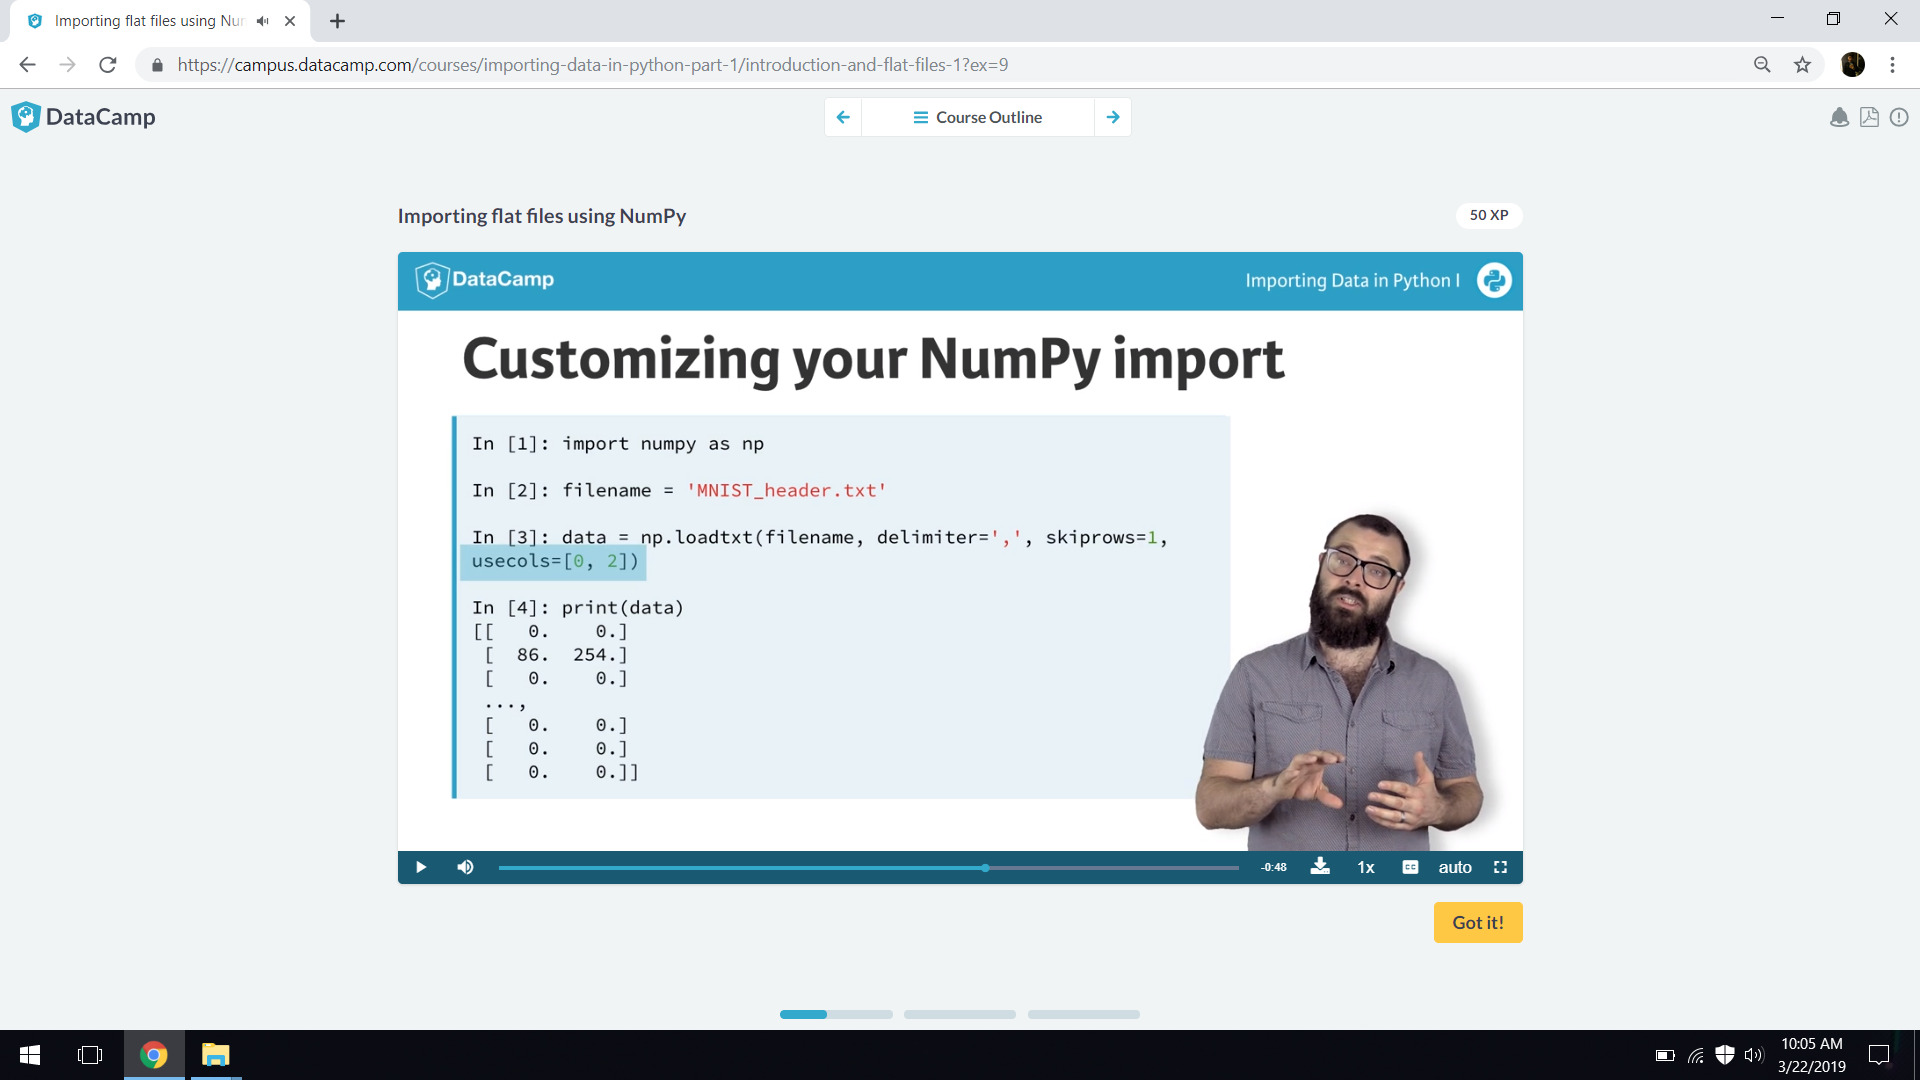 Importing flat files using Nu
https://campus.datacamp.com/courses/importing-data-in-python-part-1/introduction-and-flat-files-1?ex=9
DataCamp
Course Outline
Importing flat files using NumPy
50 XP
DataCamp
Importing Data in Python I
Customizing your NumPy import
In [1]: import numpy as np
In [2]: filename = 'MNIST_header.txt'
In [3]: data = np.loadtxt(filename, delimiter=',', skiprows=1,
usecols=[0, 2])
In [4]: print(data)
[[   0.    0.]
[  86.  254.]
[   0.    0.]
...,
[   0.    0.]
[   0.    0.]
[   0.    0.]]
-0:48
1x
CC
auto
Got it!
10:05 AM
3/22/2019